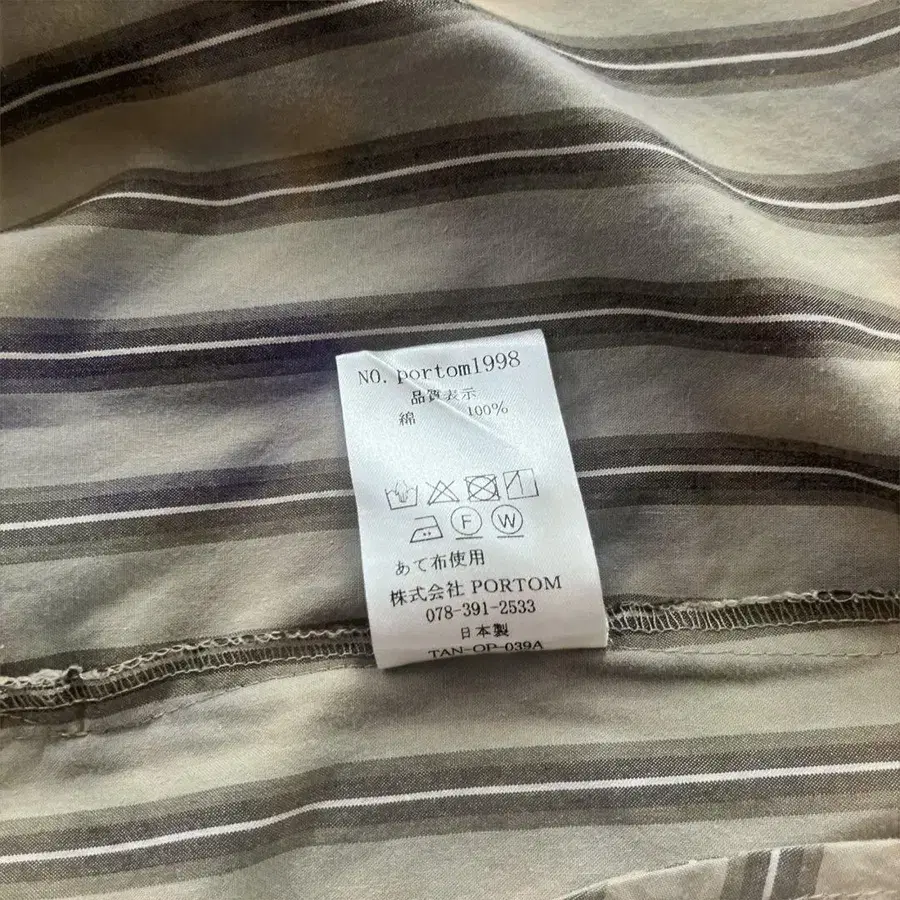 NO. portom1998
品質表示
綿 100%
F W
あて布使用
株式会社 PORTOM
078-391-2533
日本製
TAN-OP-039A